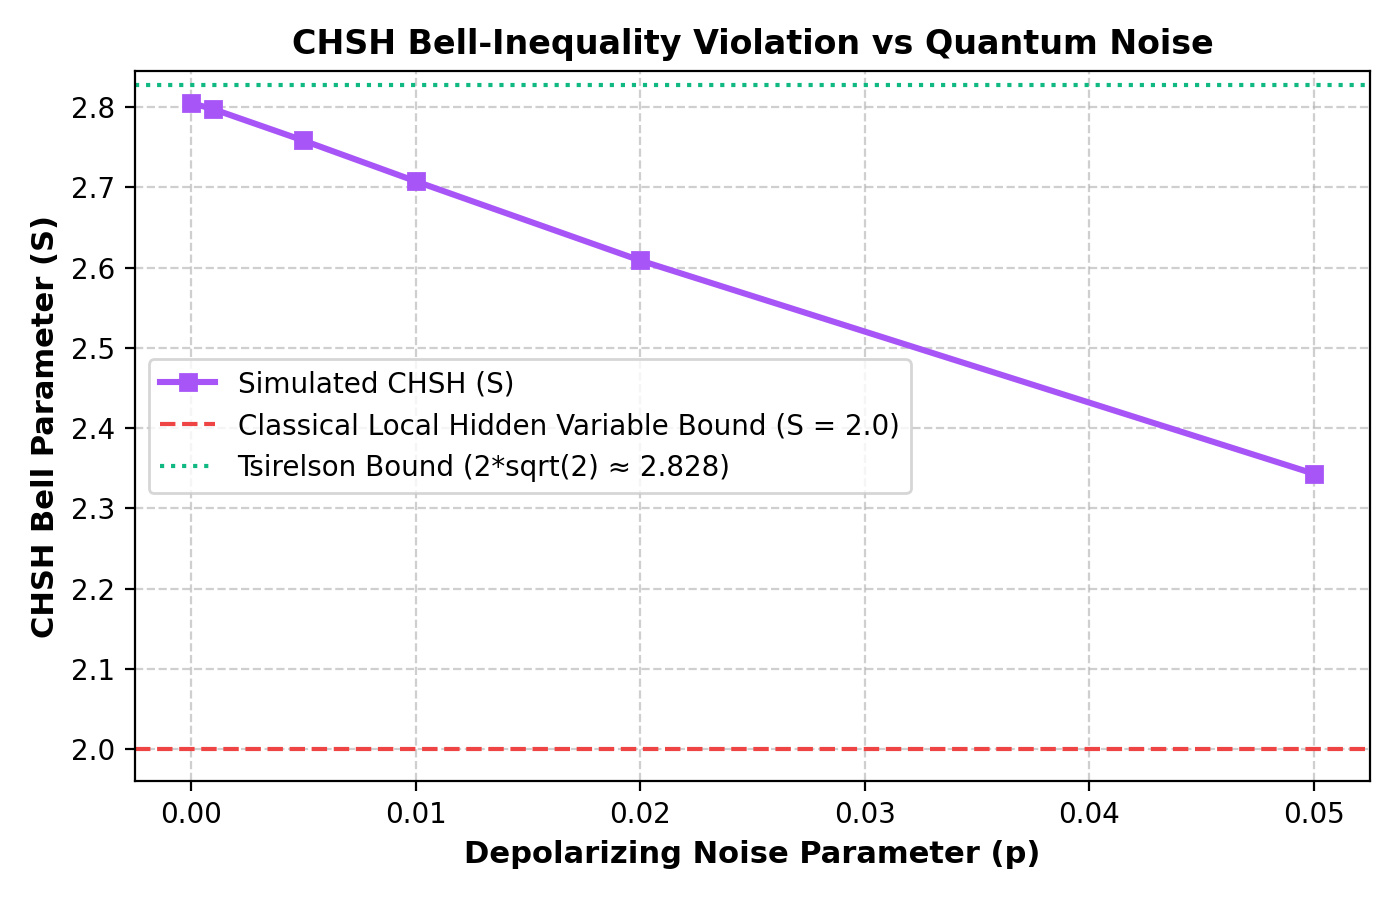 CHSH Bell-Inequality Violation vs Quantum Noise
CHSH Bell Parameter (S)
2.8
2.7
2.6
2.5
2.4
2.3
2.2
2.1
2.0
Simulated CHSH (S)
Classical Local Hidden Variable Bound (S = 2.0)
Tsirelson Bound (2*sqrt(2) ≈ 2.828)
0.00 0.01 0.02 0.03 0.04 0.05
Depolarizing Noise Parameter (p)